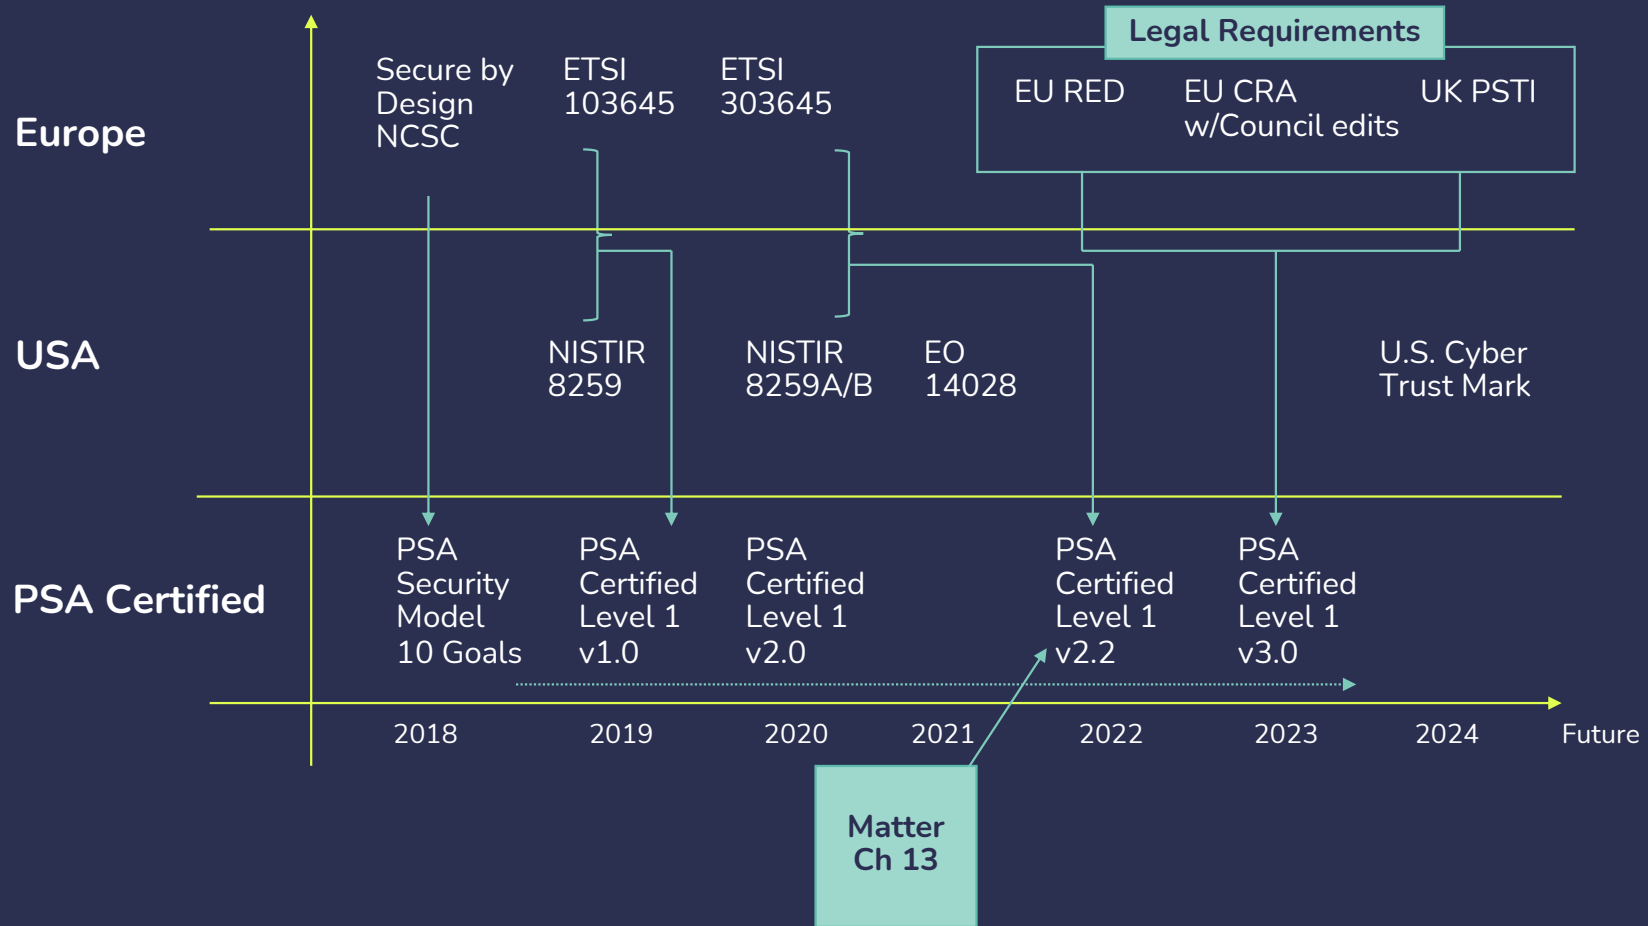 Legal Requirements
Europe
Secure by
Design
NCSC
ETSI
103645
ETSI
303645
EU RED
EU CRA
w/Council edits
UK PSTI
USA
NISTIR
8259
NISTIR
8259A/B
EO
14028
U.S. Cyber
Trust Mark
PSA Certified
PSA
Security
Model
10 Goals
PSA
Certified
Level 1
v1.0
PSA
Certified
Level 1
v2.0
PSA
Certified
Level 1
v2.2
PSA
Certified
Level 1
v3.0
2018
2019
2020
2021
2022
2023
2024
Future
Matter
Ch 13